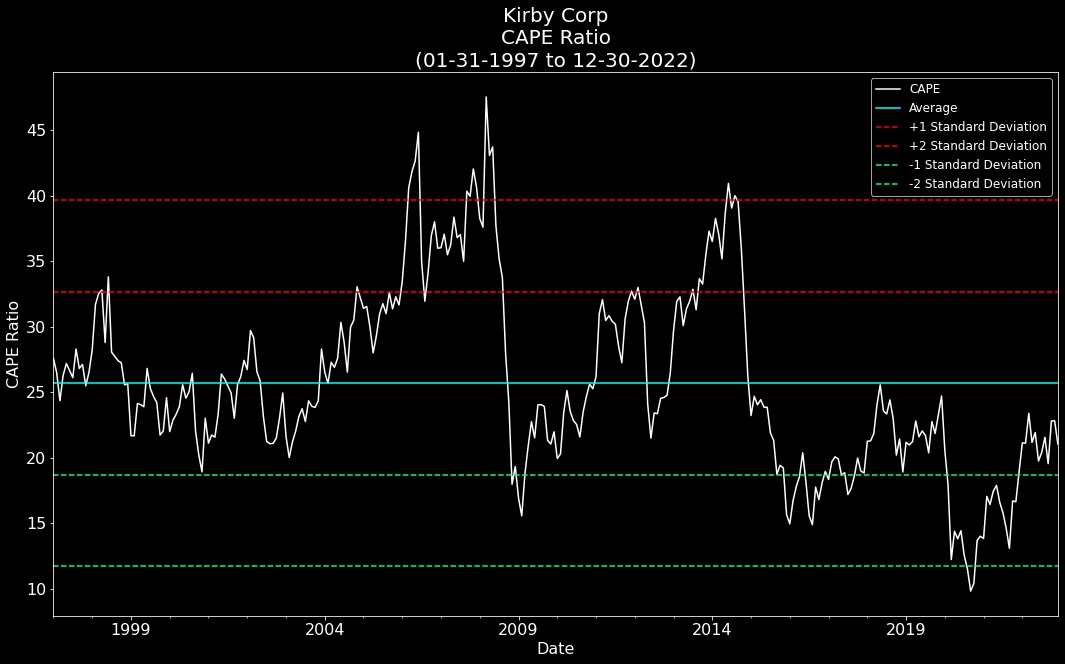 Kirby Corp
CAPE Ratio
(01-31-1997 to 12-30-2022)
CAPE
Average
+1 Standard Deviation
+2 Standard Deviation
-1 Standard Deviation
-2 Standard Deviation
CAPE Ratio
45
40
35
30
25
20
15
10
1999
2004
2009
2014
2019
Date